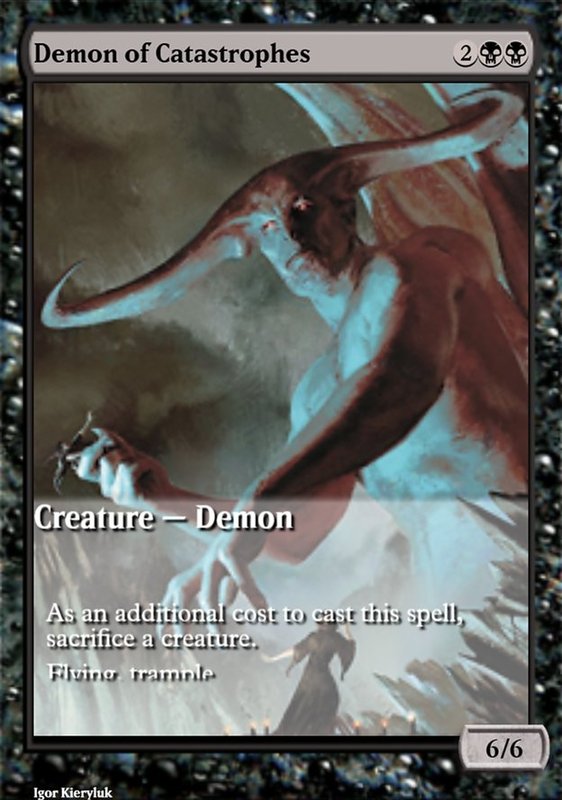 Demon of Catastrophes 2
Creature — Demon
As an additional cost to cast this spell,
sacrifice a creature.
Flying, trample
6/6
Igor Kieryluk